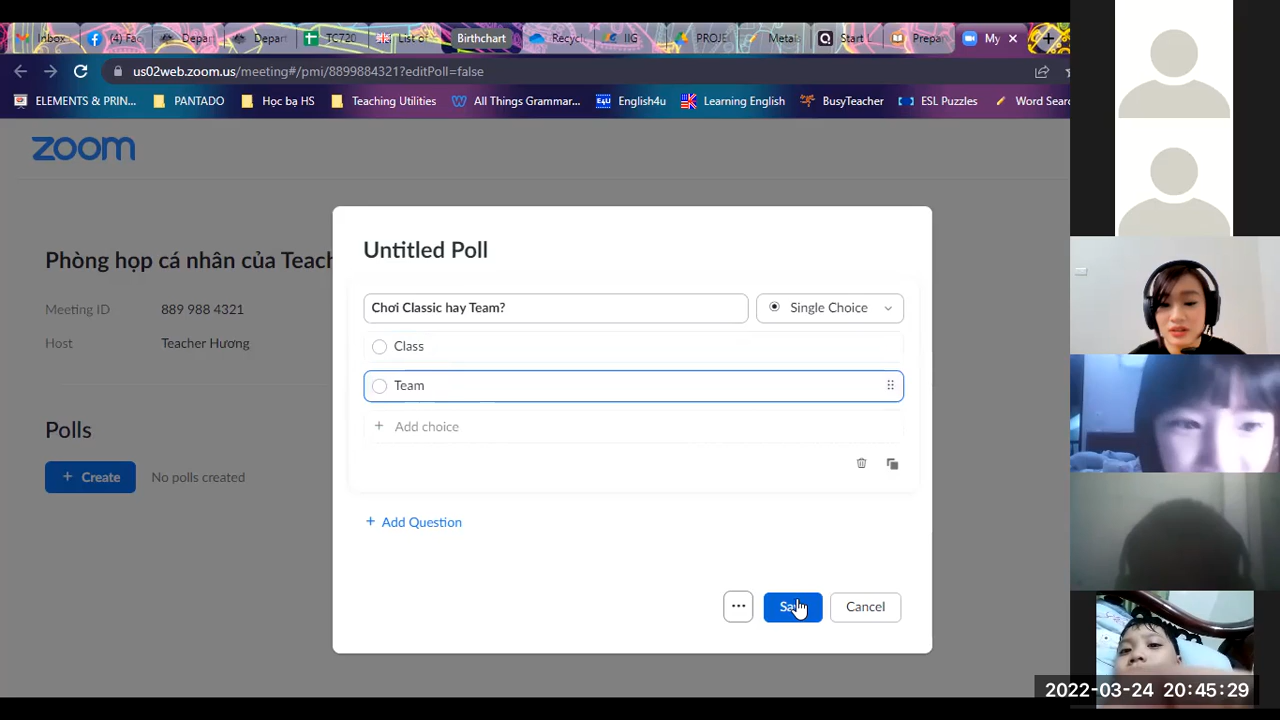 Inbox
(4) Fac
Depar
Depar
TC720
List of
Birthchart
Recyc
IIG
PROJE
Metal
Start L
Prepar
My
us02web.zoom.us/meeting#/pmi/8899884321?editPoll=false
ELEMENTS & PRIN...
PANTADO
Học bạ HS
Teaching Utilities
All Things Grammar...
English4u
Learning English
BusyTeacher
ESL Puzzles
Word Sear
zoom
Untitled Poll
Phòng họp cá nhân của Teach
Chơi Classic hay Team?
Single Choice
Meeting ID
889 988 4321
Host
Teacher Hương
Class
Team
+ Add choice
Polls
+ Create
No polls created
+ Add Question
Cancel
2022-03-24 20:45:29